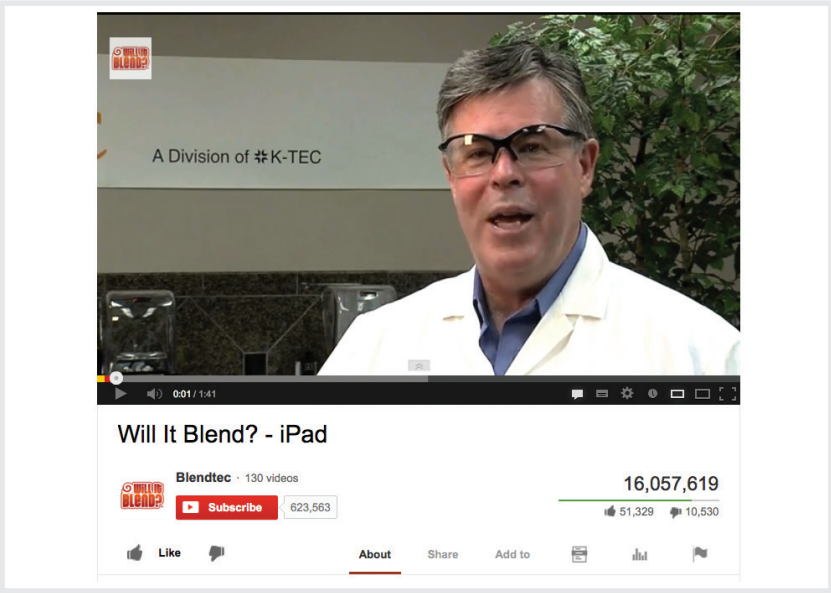 WILL IT
BLEND?
A Division of K-TEC
0:01 / 1:41
Will It Blend? - iPad
Blendtec · 130 videos
WILL IT
BLEND?
Subscribe 623,563
16,057,619
51,329 10,530
Like About Share Add to